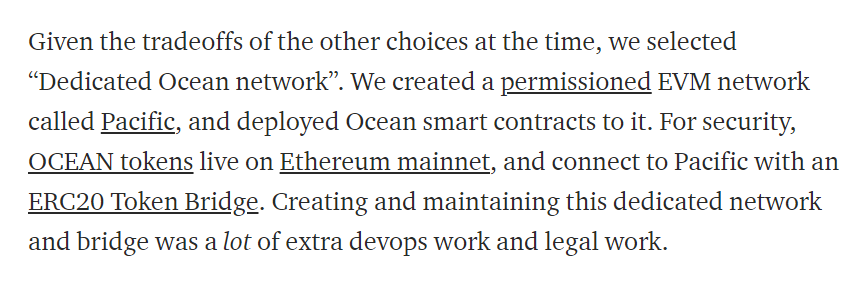 Given the tradeoffs of the other choices at the time, we selected
“Dedicated Ocean network”. We created a permissioned EVM network
called Pacific, and deployed Ocean smart contracts to it. For security,
OCEAN tokens live on Ethereum mainnet, and connect to Pacific with an
ERC20 Token Bridge. Creating and maintaining this dedicated network
and bridge was a lot of extra devops work and legal work.